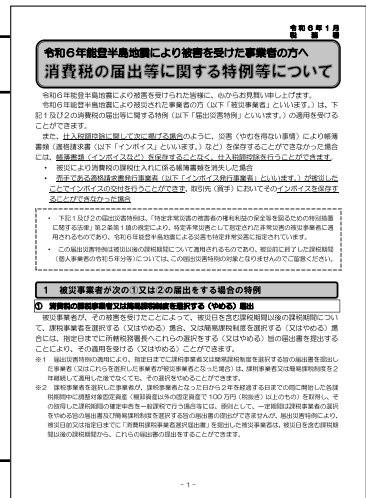 令和６年１月
税務署
令和６年能登半島地震により被害を受けた事業者の方へ
消費税の届出等に関する特例等について
令和６年能登半島地震により被害を受けられた皆様に、心からお見舞い申し上げます。
令和６年能登半島地震により被災された事業者の方（以下「被災事業者」といいます。）は、下
記１及び２の消費税の届出等に関する特例（以下「届出災害特例」といいます。）の適用を受ける
ことができます。
また、仕入税額控除に関して次に掲げる場合のように、災害（やむを得ない事情）により帳簿
書類（適格請求書（以下「インボイス」といいます。）など）を保存することができなかった場合
には、帳簿書類（インボイスなど）を保存することなく、仕入税額控除を行うことができます。
・ 被災により消費税の課税仕入に係る帳簿書類を消失した場合
・ 売手である適格請求書発行事業者（以下「インボイス発行事業者」といいます。）が被災した
ことでインボイスの交付を行うことができず、取引先（買手）においてそのインボイスを保存す
ることができなかった場合
・ 下記１及び２の届出災害特例は、「特定非常災害の被害者の権利利益の保全等を図るための特別措置
に関する法律」第２条第１項の規定により、特定非常災害として指定された非常災害の被災事業者に適
用されるものであり、令和６年能登半島地震による災害も特定非常災害に指定されています。
・ この届出災害特例は被災日以後の課税期間について適用されるものであり、被災前に終了した課税期間
（個人事業者の令和５年分等）については、この届出災害特例の対象となりませんのでご留意ください。
１ 被災事業者が次の①又は②の届出をする場合の特例
① 消費税の課税事業者又は簡易課税制度を選択する（やめる）届出
被災事業者が、その被害を受けたことによって、被災日を含む課税期間以後の課税期間につい
て、課税事業者を選択する（又はやめる）場合、又は簡易課税制度を選択する（又はやめる）場
合には、指定日までに所轄税務署長へこれらの選択をする（又はやめる）旨の届出書を提出する
ことにより、その適用を受ける（又はやめる）ことができます。
※１ 届出災害特例の適用により、指定日までに課税事業者又は簡易課税制度を選択する旨の届出書を提出し
た事業者（又はこれらを選択した事業者が被災事業者となった場合）は、課税事業者又は簡易課税制度を２
年継続して適用した後でなくても、その選択をやめることができます。
※２ 課税事業者を選択した事業者が、課税事業者となった日から２年を経過する日までの間に開始した各課
税期間中に調整対象固定資産（棚卸資産以外の固定資産で 100 万円（税抜き）以上のもの）を取得し、そ
の取得した課税期間の確定申告を一般課税で行う場合等には、原則として、一定期間は課税事業者の選択
をやめる旨の届出書及び簡易課税制度を選択する旨の届出書の提出ができませんが、届出災害特例により、
被災日前又は指定日までに「消費税課税事業者選択届出書」を提出した被災事業者は、被災日を含む課税期
間以後の課税期間から、これらの届出書の提出をすることができます。
- 1 -